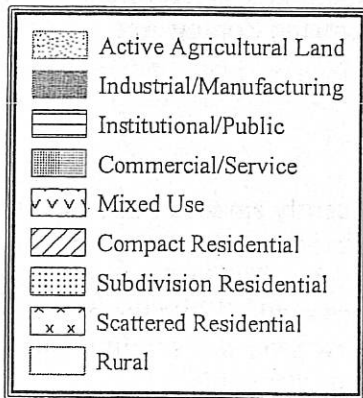 Active Agricultural Land
Industrial/Manufacturing
Institutional/Public
Commercial/Service
Mixed Use
Compact Residential
Subdivision Residential
Scattered Residential
Rural